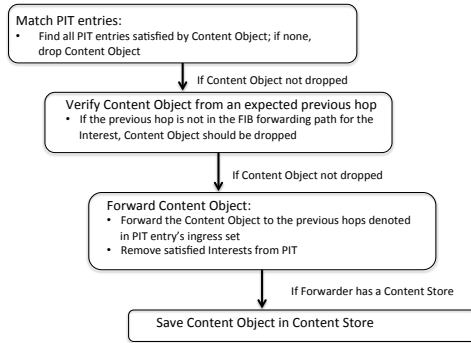 Match PIT entries:
• Find all PIT entries satisfied by Content Object; if none,
drop Content Object
If Content Object not dropped
Verify Content Object from an expected previous hop
• If the previous hop is not in the FIB forwarding path for the
Interest, Content Object should be dropped
If Content Object not dropped
Forward Content Object:
• Forward the Content Object to the previous hops denoted
in PIT entry's ingress set
• Remove satisfied Interests from PIT
If Forwarder has a Content Store
Save Content Object in Content Store